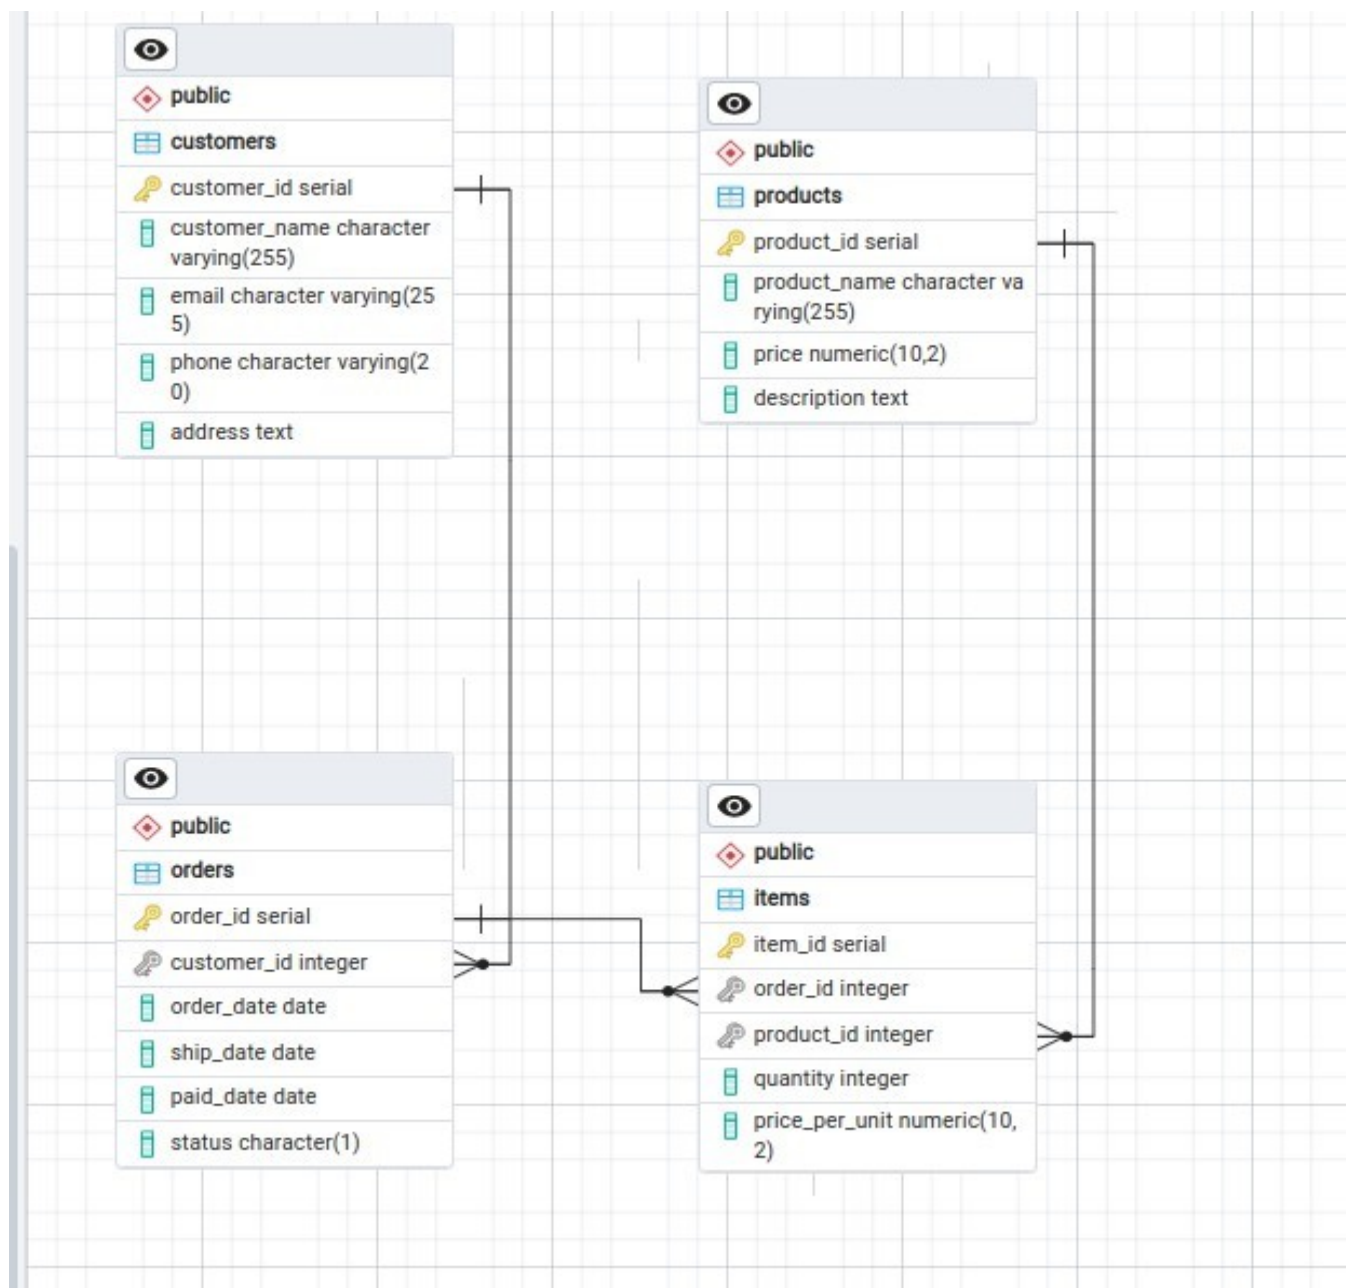 public
customers
customer_id serial
customer_name character
varying(255)
email character varying(25
5)
phone character varying(2
0)
address text
public
products
product_id serial
product_name character va
rying(255)
price numeric(10,2)
description text
public
orders
order_id serial
customer_id integer
order_date date
ship_date date
paid_date date
status character(1)
public
items
item_id serial
order_id integer
product_id integer
quantity integer
price_per_unit numeric(10,
2)